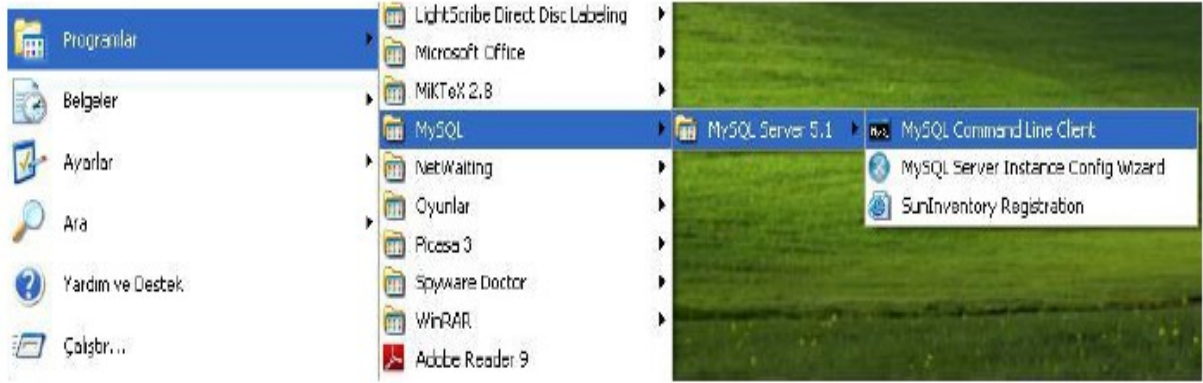 Programlar
Belgeler
Ayarlar
Ara
Yardım ve Destek
Çalıştır...
LightScribe Direct Disc Labeling
Microsoft Office
MiKTeX 2.8
MySQL
NetWaiting
Oyunlar
Picasa 3
Spyware Doctor
WinRAR
Adobe Reader 9
MySQL Server 5.1
MySQL Command Line Client
MySQL Server Instance Config Wizard
SunInventory Registration